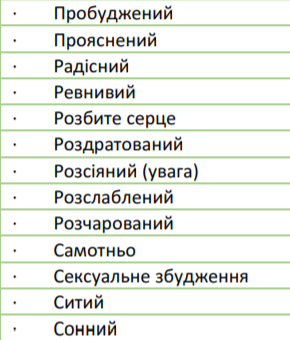 · Пробуджений
· Прояснений
· Радісний
· Ревнивий
· Розбите серце
· Роздратований
· Розсіяний (увага)
· Розслаблений
· Розчарований
· Самотньо
· Сексуальне збудження
· Ситий
· Сонний